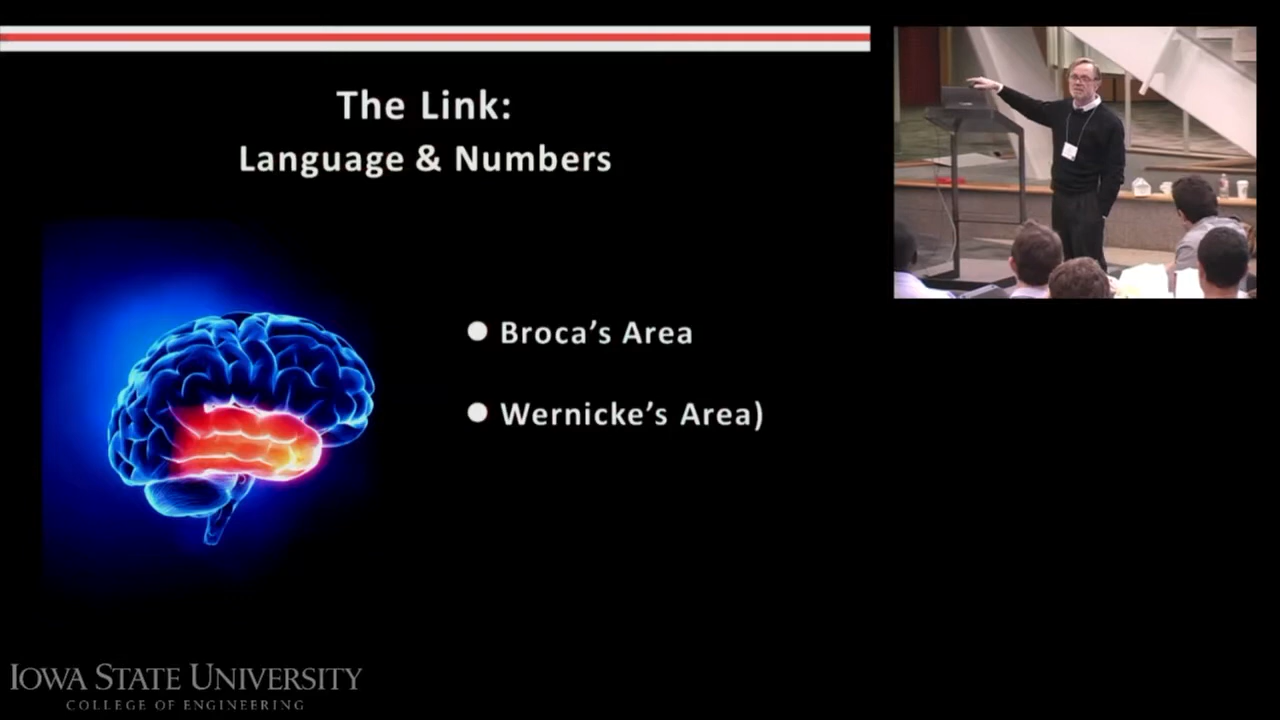 The Link:
Language & Numbers
Broca’s Area
Wernicke’s Area)
IOWA STATE UNIVERSITY
COLLEGE OF ENGINEERING